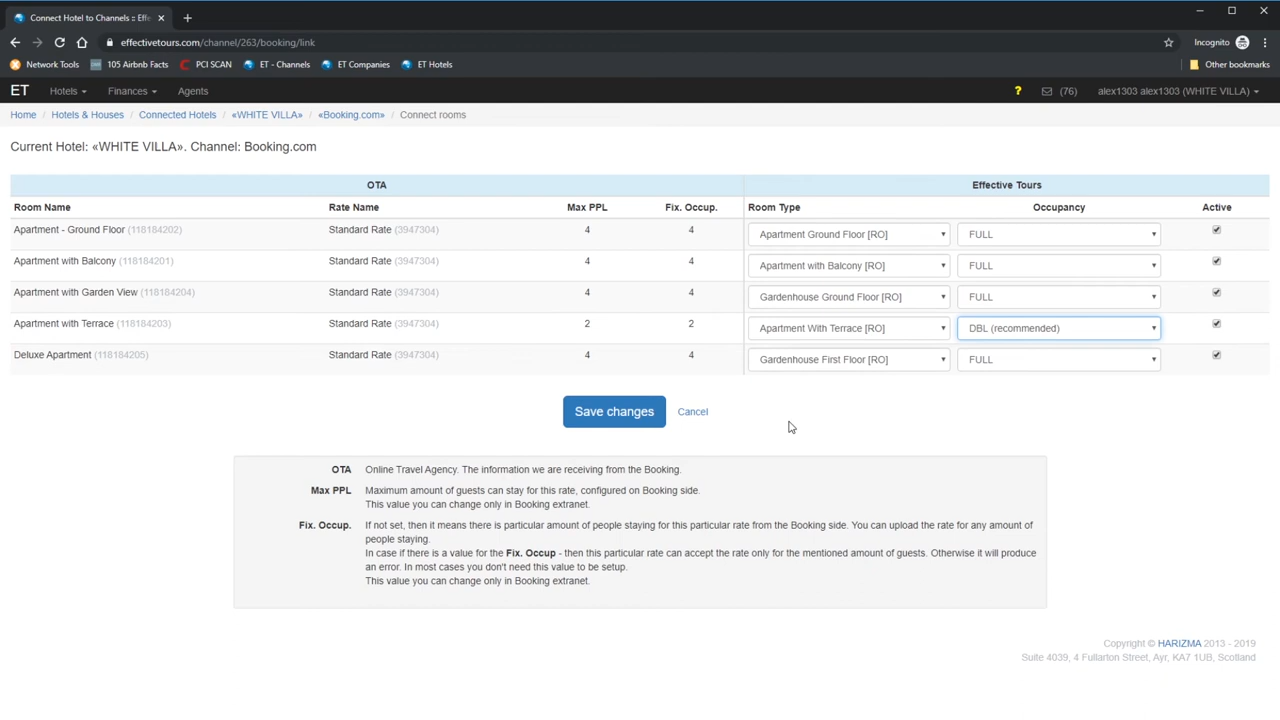 Connect Hotel to Channels :: Effe
effectivetours.com/channel/263/booking/link
Incognito
Network Tools
105 Airbnb Facts
PCI SCAN
ET - Channels
ET Companies
ET Hotels
Other bookmarks
ET Hotels Finances Agents
? (76) alex1303 alex1303 (WHITE VILLA)
Home / Hotels & Houses / Connected Hotels / «WHITE VILLA» / «Booking.com» / Connect rooms
Current Hotel: «WHITE VILLA». Channel: Booking.com
OTA Effective Tours
Room Name Rate Name Max PPL Fix. Occup. Room Type Occupancy Active
Apartment - Ground Floor (118184202) Standard Rate (3947304) 4 4 Apartment Ground Floor [RO] FULL
Apartment with Balcony (118184201) Standard Rate (3947304) 4 4 Apartment with Balcony [RO] FULL
Apartment with Garden View (118184204) Standard Rate (3947304) 4 4 Gardenhouse Ground Floor [RO] FULL
Apartment with Terrace (118184203) Standard Rate (3947304) 2 2 Apartment With Terrace [RO] DBL (recommended)
Deluxe Apartment (118184205) Standard Rate (3947304) 4 4 Gardenhouse First Floor [RO] FULL
Save changes Cancel
OTA Online Travel Agency. The information we are receiving from the Booking.
Max PPL Maximum amount of guests can stay for this rate, configured on Booking side.
This value you can change only in Booking extranet.
Fix. Occup. If not set, then it means there is particular amount of people staying for this particular rate from the Booking side. You can upload the rate for any amount of
people staying.
In case if there is a value for the Fix. Occup - then this particular rate can accept the rate only for the mentioned amount of guests. Otherwise it will produce
an error. In most cases you don't need this value to be setup.
This value you can change only in Booking extranet.
Copyright © HARIZMA 2013 - 2019
Suite 4039, 4 Fullarton Street, Ayr, KA7 1UB, Scotland